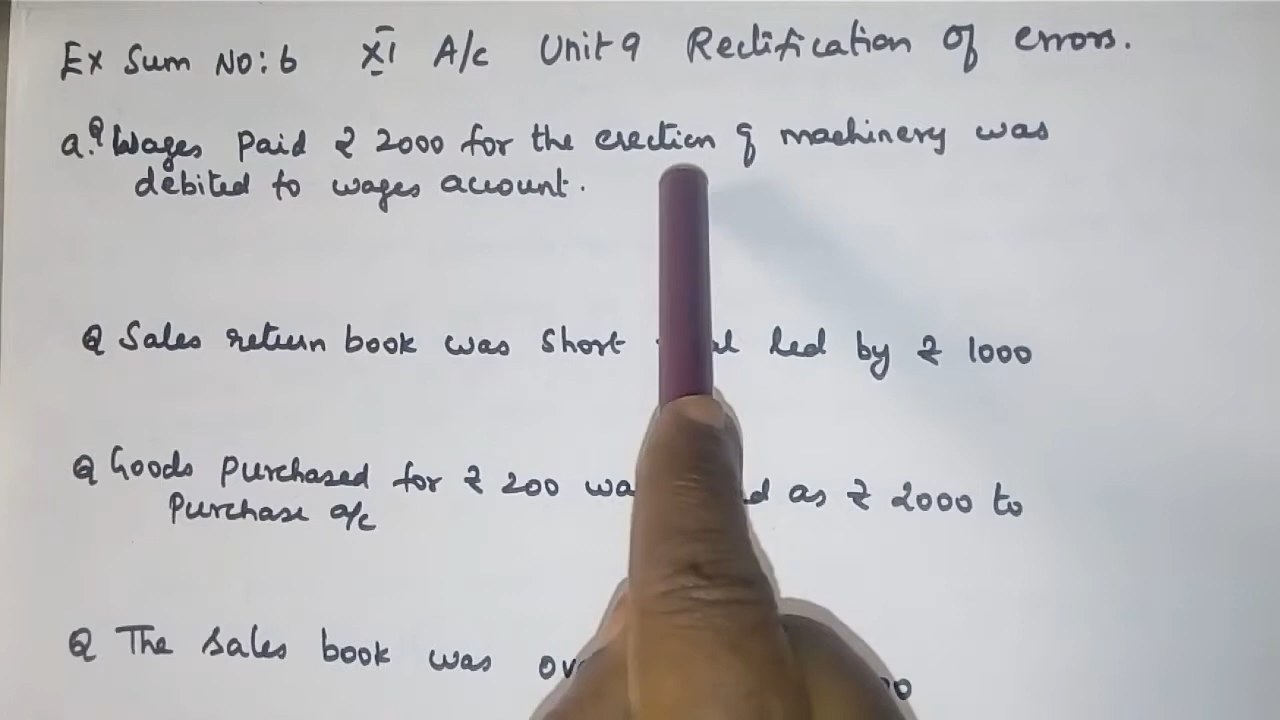 Ex Sum No: 6 XI A/c Unit 9 Rectification of errors.
a. Q Wages paid ₹ 2000 for the erection of machinery was
debited to wages account.
Q Sales return book was short led by ₹ 1000
Q Goods purchased for ₹ 200 as ₹ 2000 to
Purchase a/c
Q The sales book was